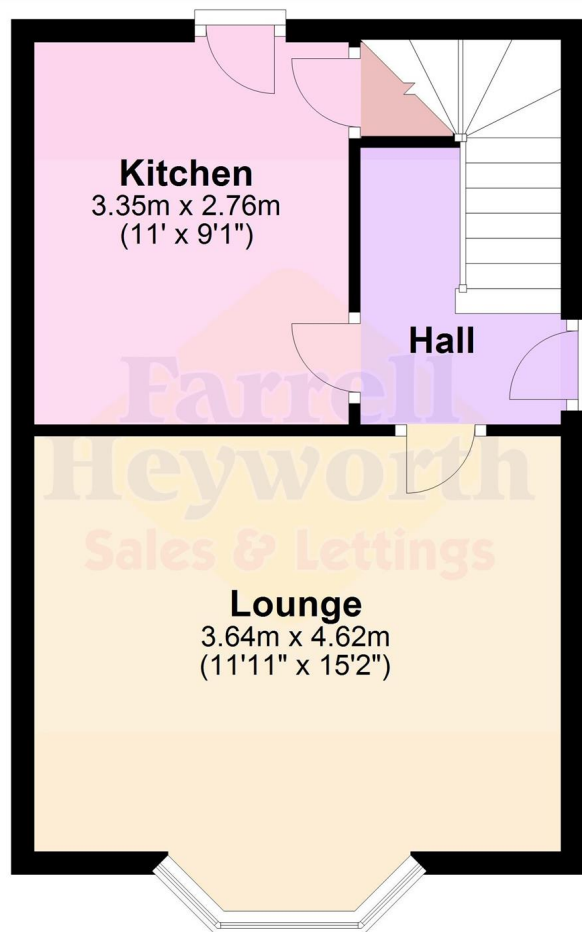 Kitchen
3.35m x 2.76m
(11' x 9'1")
Hall
Farrell
Heyworth
Sales & Lettings
Lounge
3.64m x 4.62m
(11'11" x 15'2")